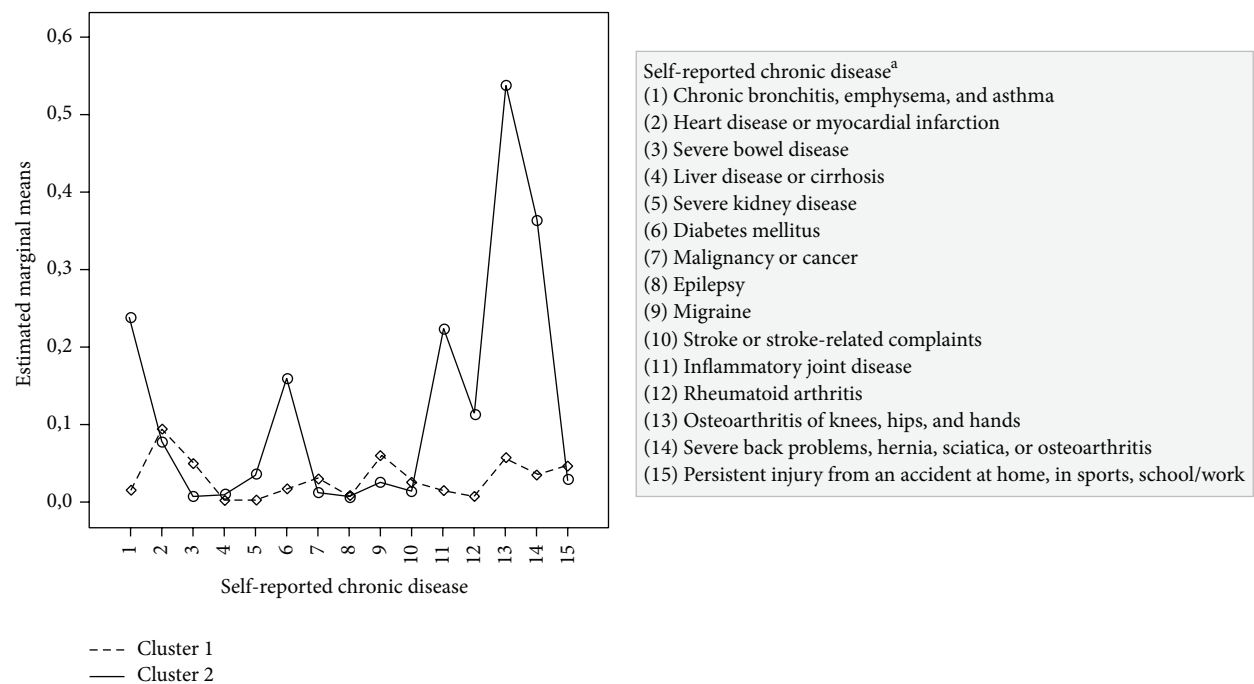 0,6
0,5
0,4
0,3
0,2
0,1
0,0
Estimated marginal means
1 2 3 4 5 6 7 8 9 10 11 12 13 14 15
Self-reported chronic disease
Cluster 1
Cluster 2
Self-reported chronic disease^a
(1) Chronic bronchitis, emphysema, and asthma
(2) Heart disease or myocardial infarction
(3) Severe bowel disease
(4) Liver disease or cirrhosis
(5) Severe kidney disease
(6) Diabetes mellitus
(7) Malignancy or cancer
(8) Epilepsy
(9) Migraine
(10) Stroke or stroke-related complaints
(11) Inflammatory joint disease
(12) Rheumatoid arthritis
(13) Osteoarthritis of knees, hips, and hands
(14) Severe back problems, hernia, sciatica, or osteoarthritis
(15) Persistent injury from an accident at home, in sports, school/work